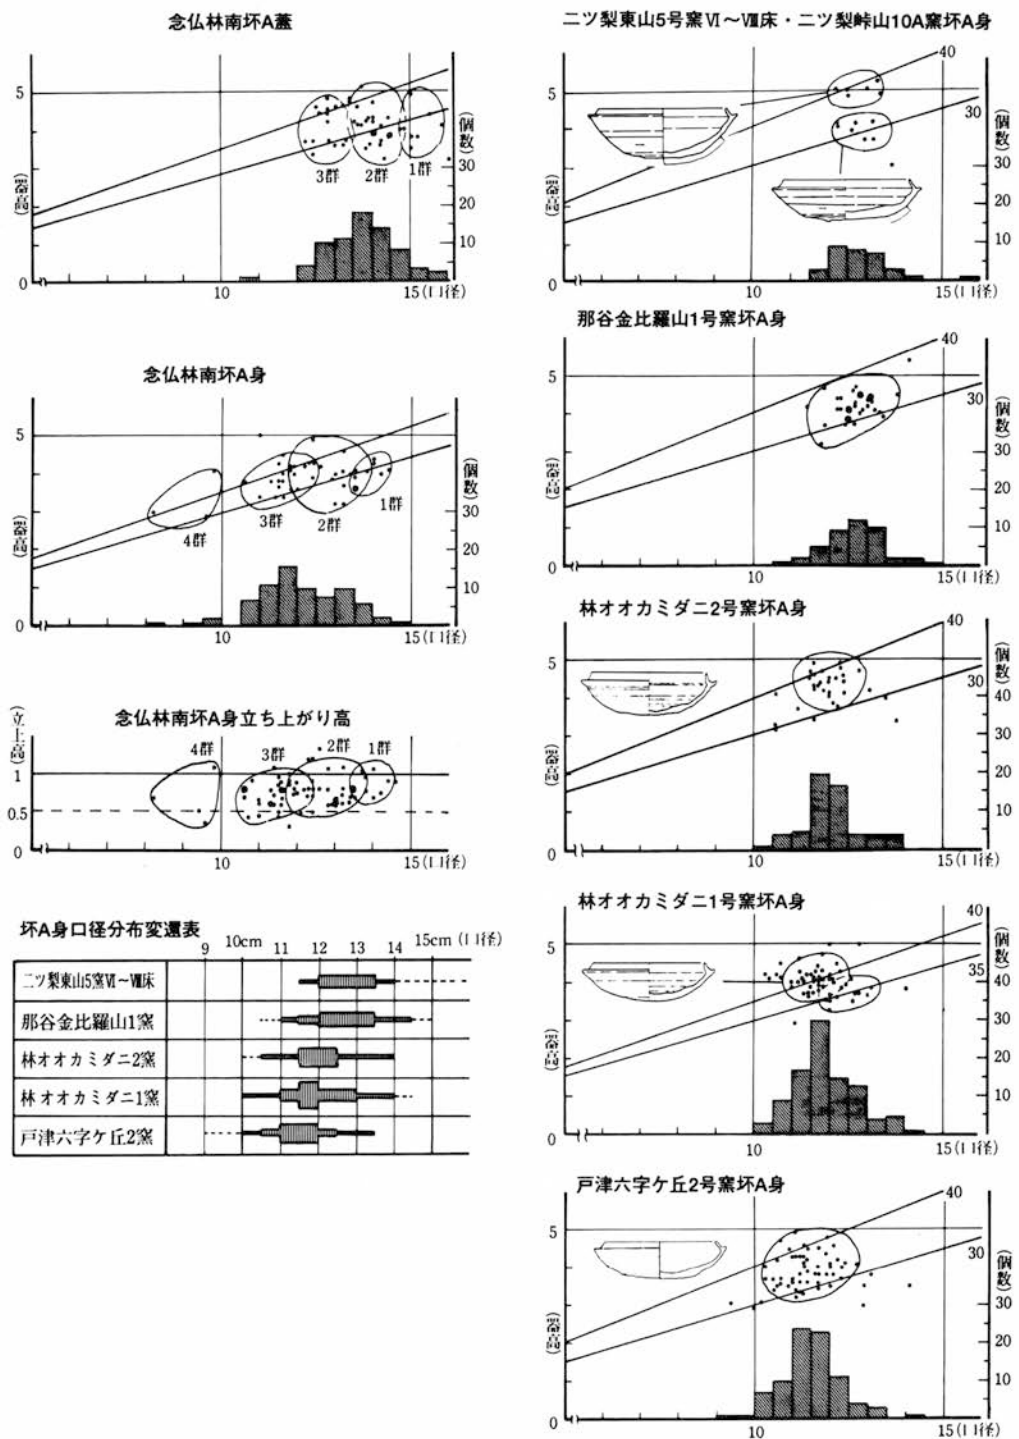 念仏林南坏A蓋
5
0
10
15(口径)
(器高)
(個数)
30
20
10
3群
2群
1群
念仏林南坏A身
5
0
10
15(口径)
(器高)
(個数)
30
20
10
4群
3群
2群
1群
念仏林南坏A身立ち上がり高
(立上高)
1
0.5
0
10
15(口径)
4群
3群
2群
1群
坏A身口径分布変遷表
9
10cm
11
12
13
14
15cm(口径)
二ツ梨東山5窯Ⅵ～Ⅷ床
那谷金比羅山1窯
林オオカミダニ2窯
林オオカミダニ1窯
戸津六字ケ丘2窯
二ツ梨東山5号窯Ⅵ～Ⅷ床・二ツ梨峠山10A窯坏A身
40
30
5
0
10
15(口径)
(器高)
(個数)
30
20
10
那谷金比羅山1号窯坏A身
40
30
5
0
10
15(口径)
(器高)
(個数)
30
20
10
林オオカミダニ2号窯坏A身
40
30
5
0
10
15(口径)
(器高)
(個数)
40
30
20
10
林オオカミダニ1号窯坏A身
40
35
5
0
10
15(口径)
(器高)
(個数)
40
30
20
10
戸津六字ケ丘2号窯坏A身
40
30
5
0
10
15(口径)
(器高)
(個数)
30
20
10